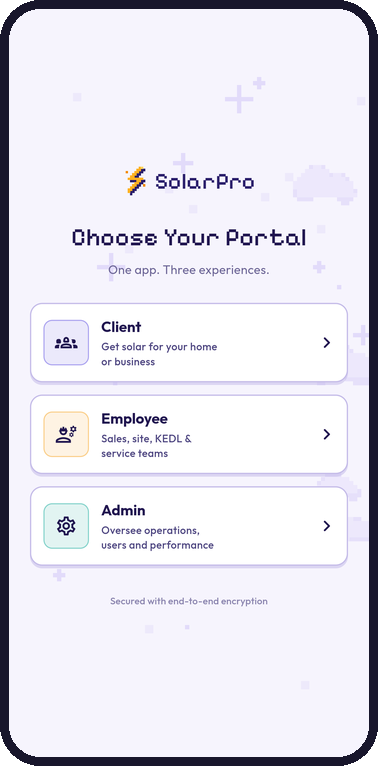 SolarPro
Choose Your Portal
One app. Three experiences.
Client
Get solar for your home
or business
Employee
Sales, site, KEDL &
service teams
Admin
Oversee operations,
users and performance
Secured with end-to-end encryption